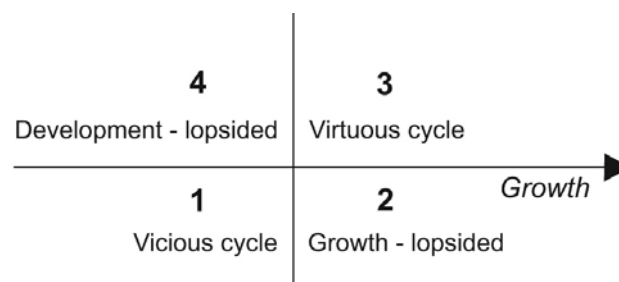 4
Development - lopsided
3
Virtuous cycle
Growth
1
Vicious cycle
2
Growth - lopsided